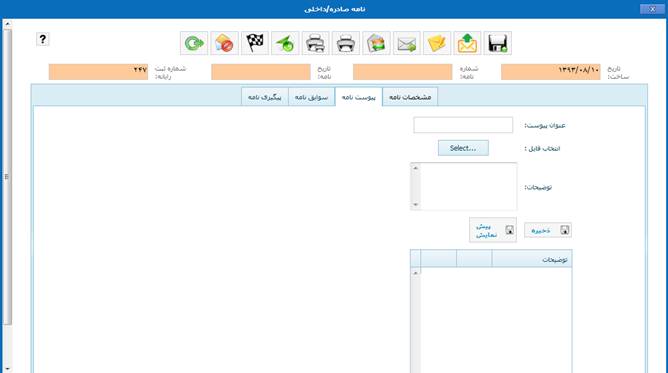 نامه صادره/داخلی
X
?
تاریخ ساخت:
۱۳۹۳/۰۸/۱۰
شماره نامه:
تاریخ نامه:
شماره ثبت رایانه:
۲۴۷
مشخصات نامه
پیوست نامه
سوابق نامه
پیگیری نامه
عنوان پیوست:
انتخاب فایل :
Select...
توضیحات:
ذخیره
پیش نمایش
توضیحات